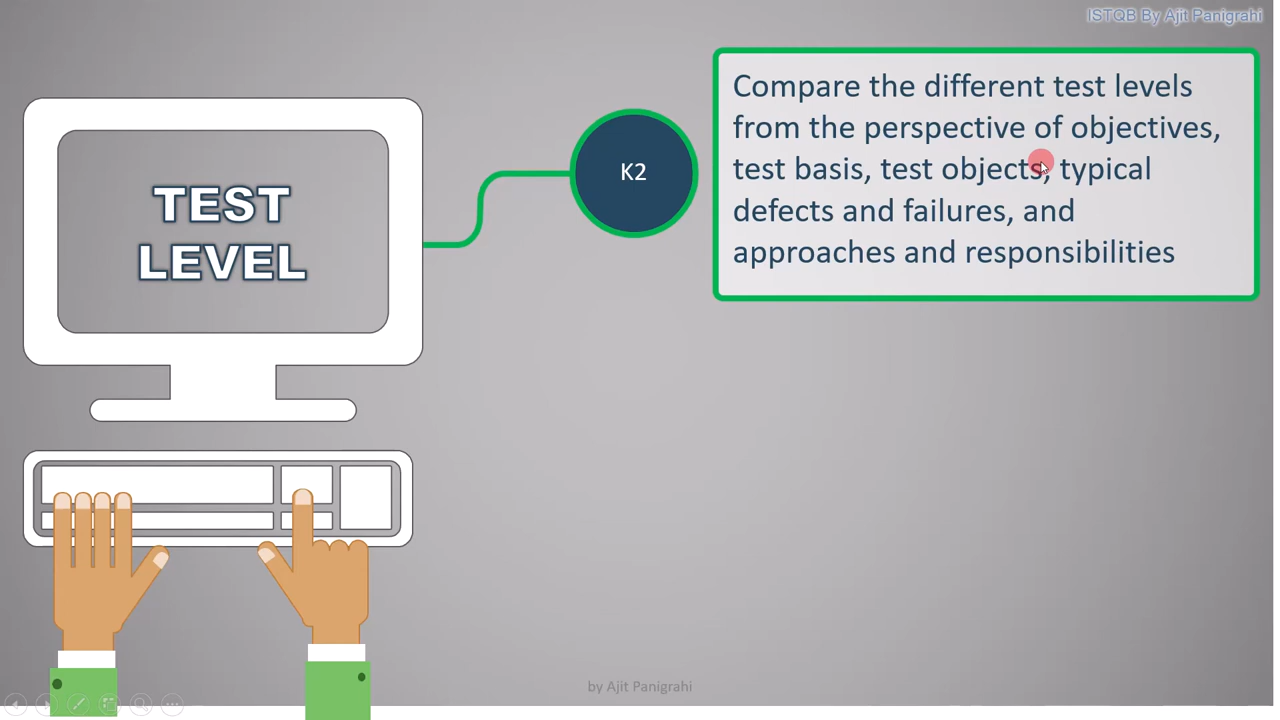 ISTQB By Ajit Panigrahi
TEST
LEVEL
K2
Compare the different test levels
from the perspective of objectives,
test basis, test objects, typical
defects and failures, and
approaches and responsibilities
by Ajit Panigrahi